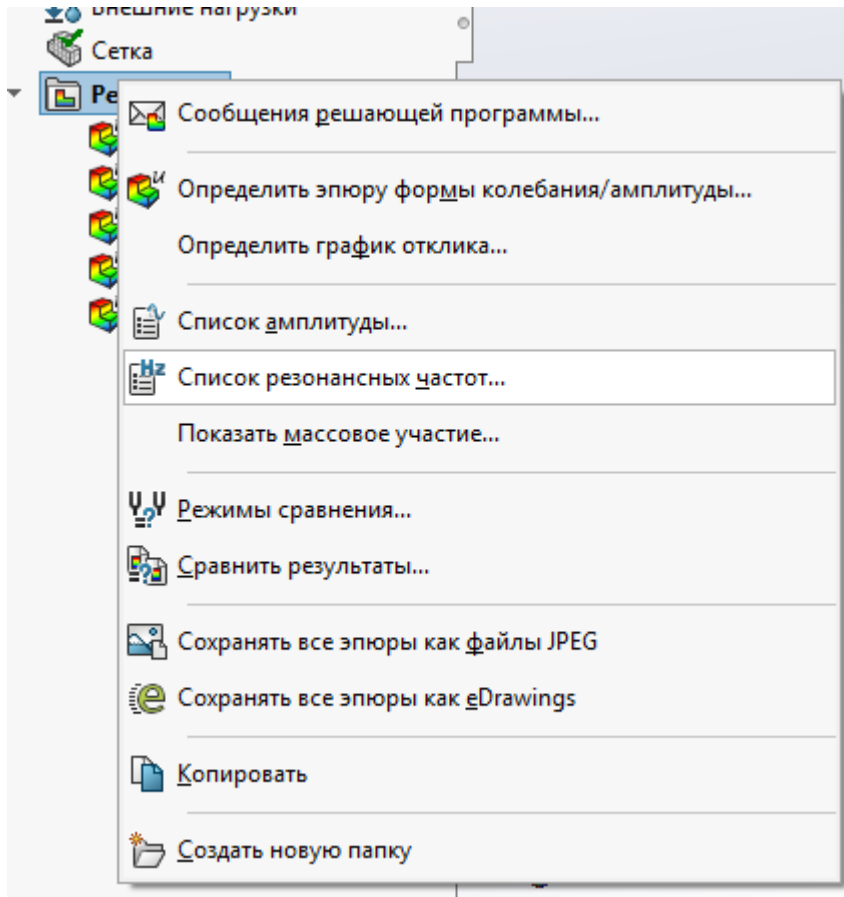 Внешние нагрузки
Сетка
Ре
Сообщения решающей программы...
Определить эпюру формы колебания/амплитуды...
Определить график отклика...
Список амплитуды...
Список резонансных частот...
Показать массовое участие...
Режимы сравнения...
Сравнить результаты...
Сохранять все эпюры как файлы JPEG
Сохранять все эпюры как eDrawings
Копировать
Создать новую папку